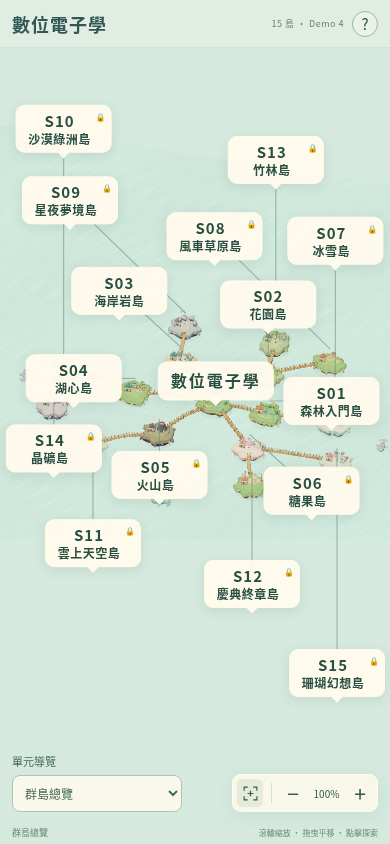 數位電子學
15 島 · Demo 4
?
S10
沙漠綠洲島
S13
竹林島
S09
星夜夢境島
S08
風車草原島
S07
冰雪島
S03
海岸岩島
S02
花園島
S04
湖心島
數位電子學
S01
森林入門島
S14
晶礦島
S05
火山島
S06
糖果島
S11
雲上天空島
S12
慶典終章島
S15
珊瑚幻想島
單元導覽
群島總覽
100%
群島總覽
滾輪縮放 · 拖曳平移 · 點擊探索